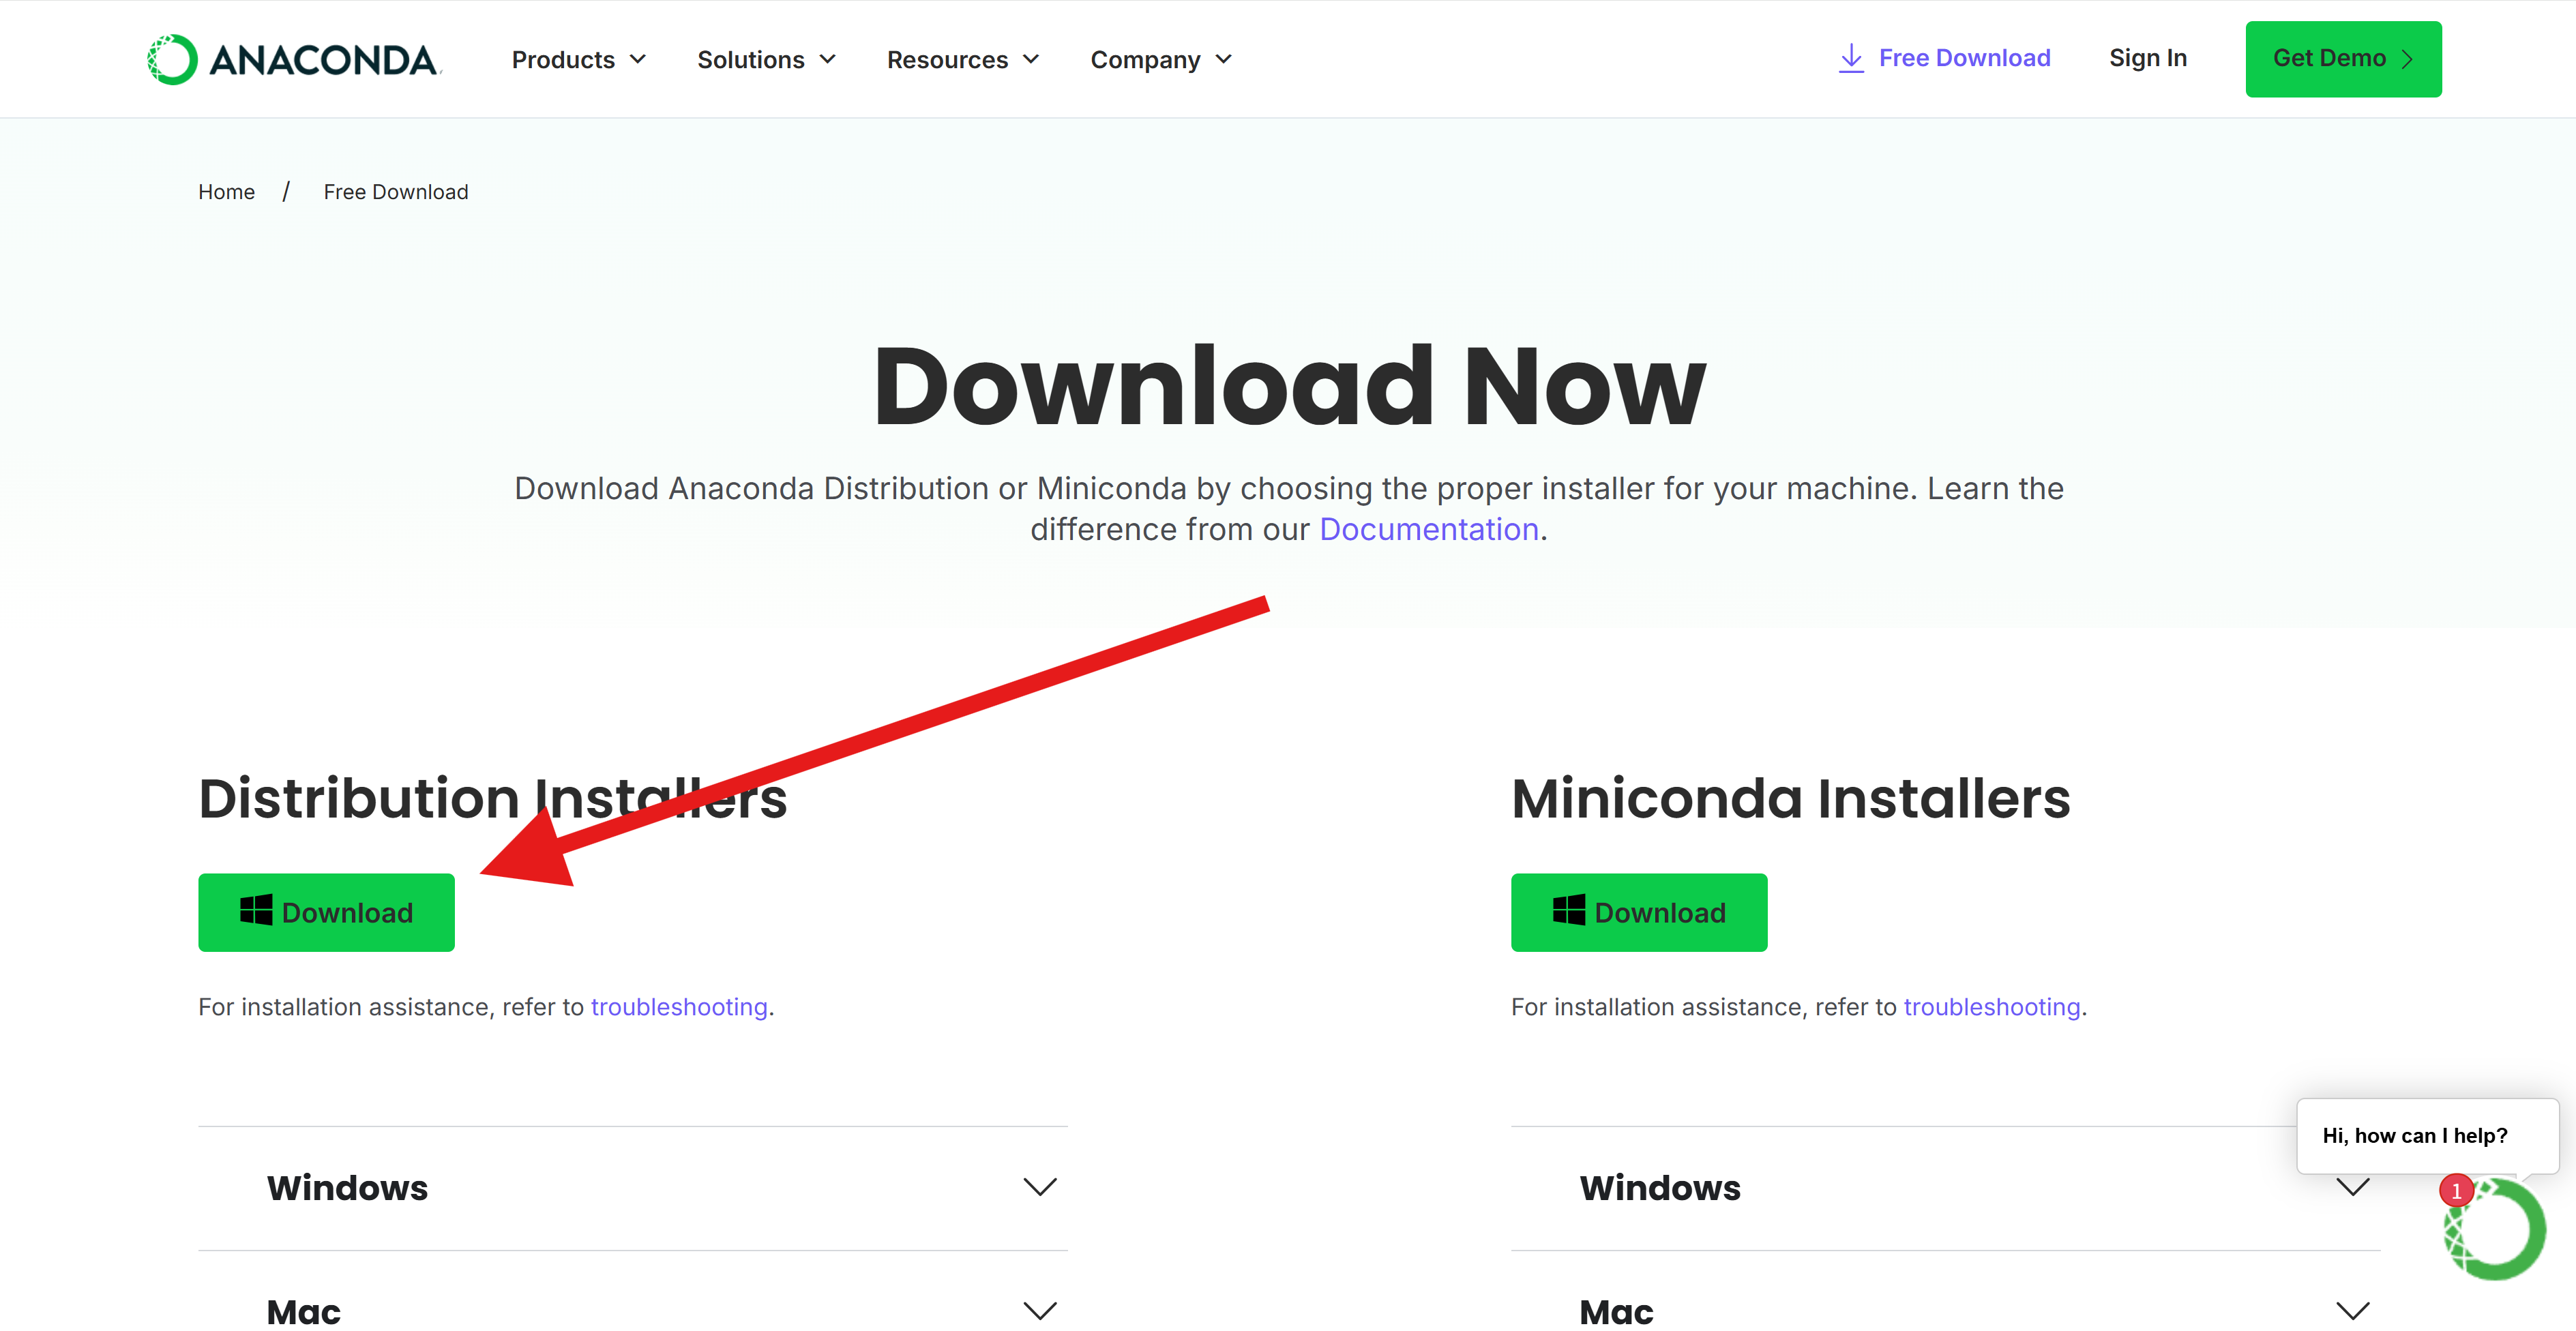 ANACONDA.
Products Solutions Resources Company Free Download Sign In Get Demo
Home / Free Download
Download Now
Download Anaconda Distribution or Miniconda by choosing the proper installer for your machine. Learn the
difference from our Documentation.
Distribution Installers
Download
For installation assistance, refer to troubleshooting.
Windows
Mac
Miniconda Installers
Download
For installation assistance, refer to troubleshooting.
Windows
Mac
Hi, how can I help?
1